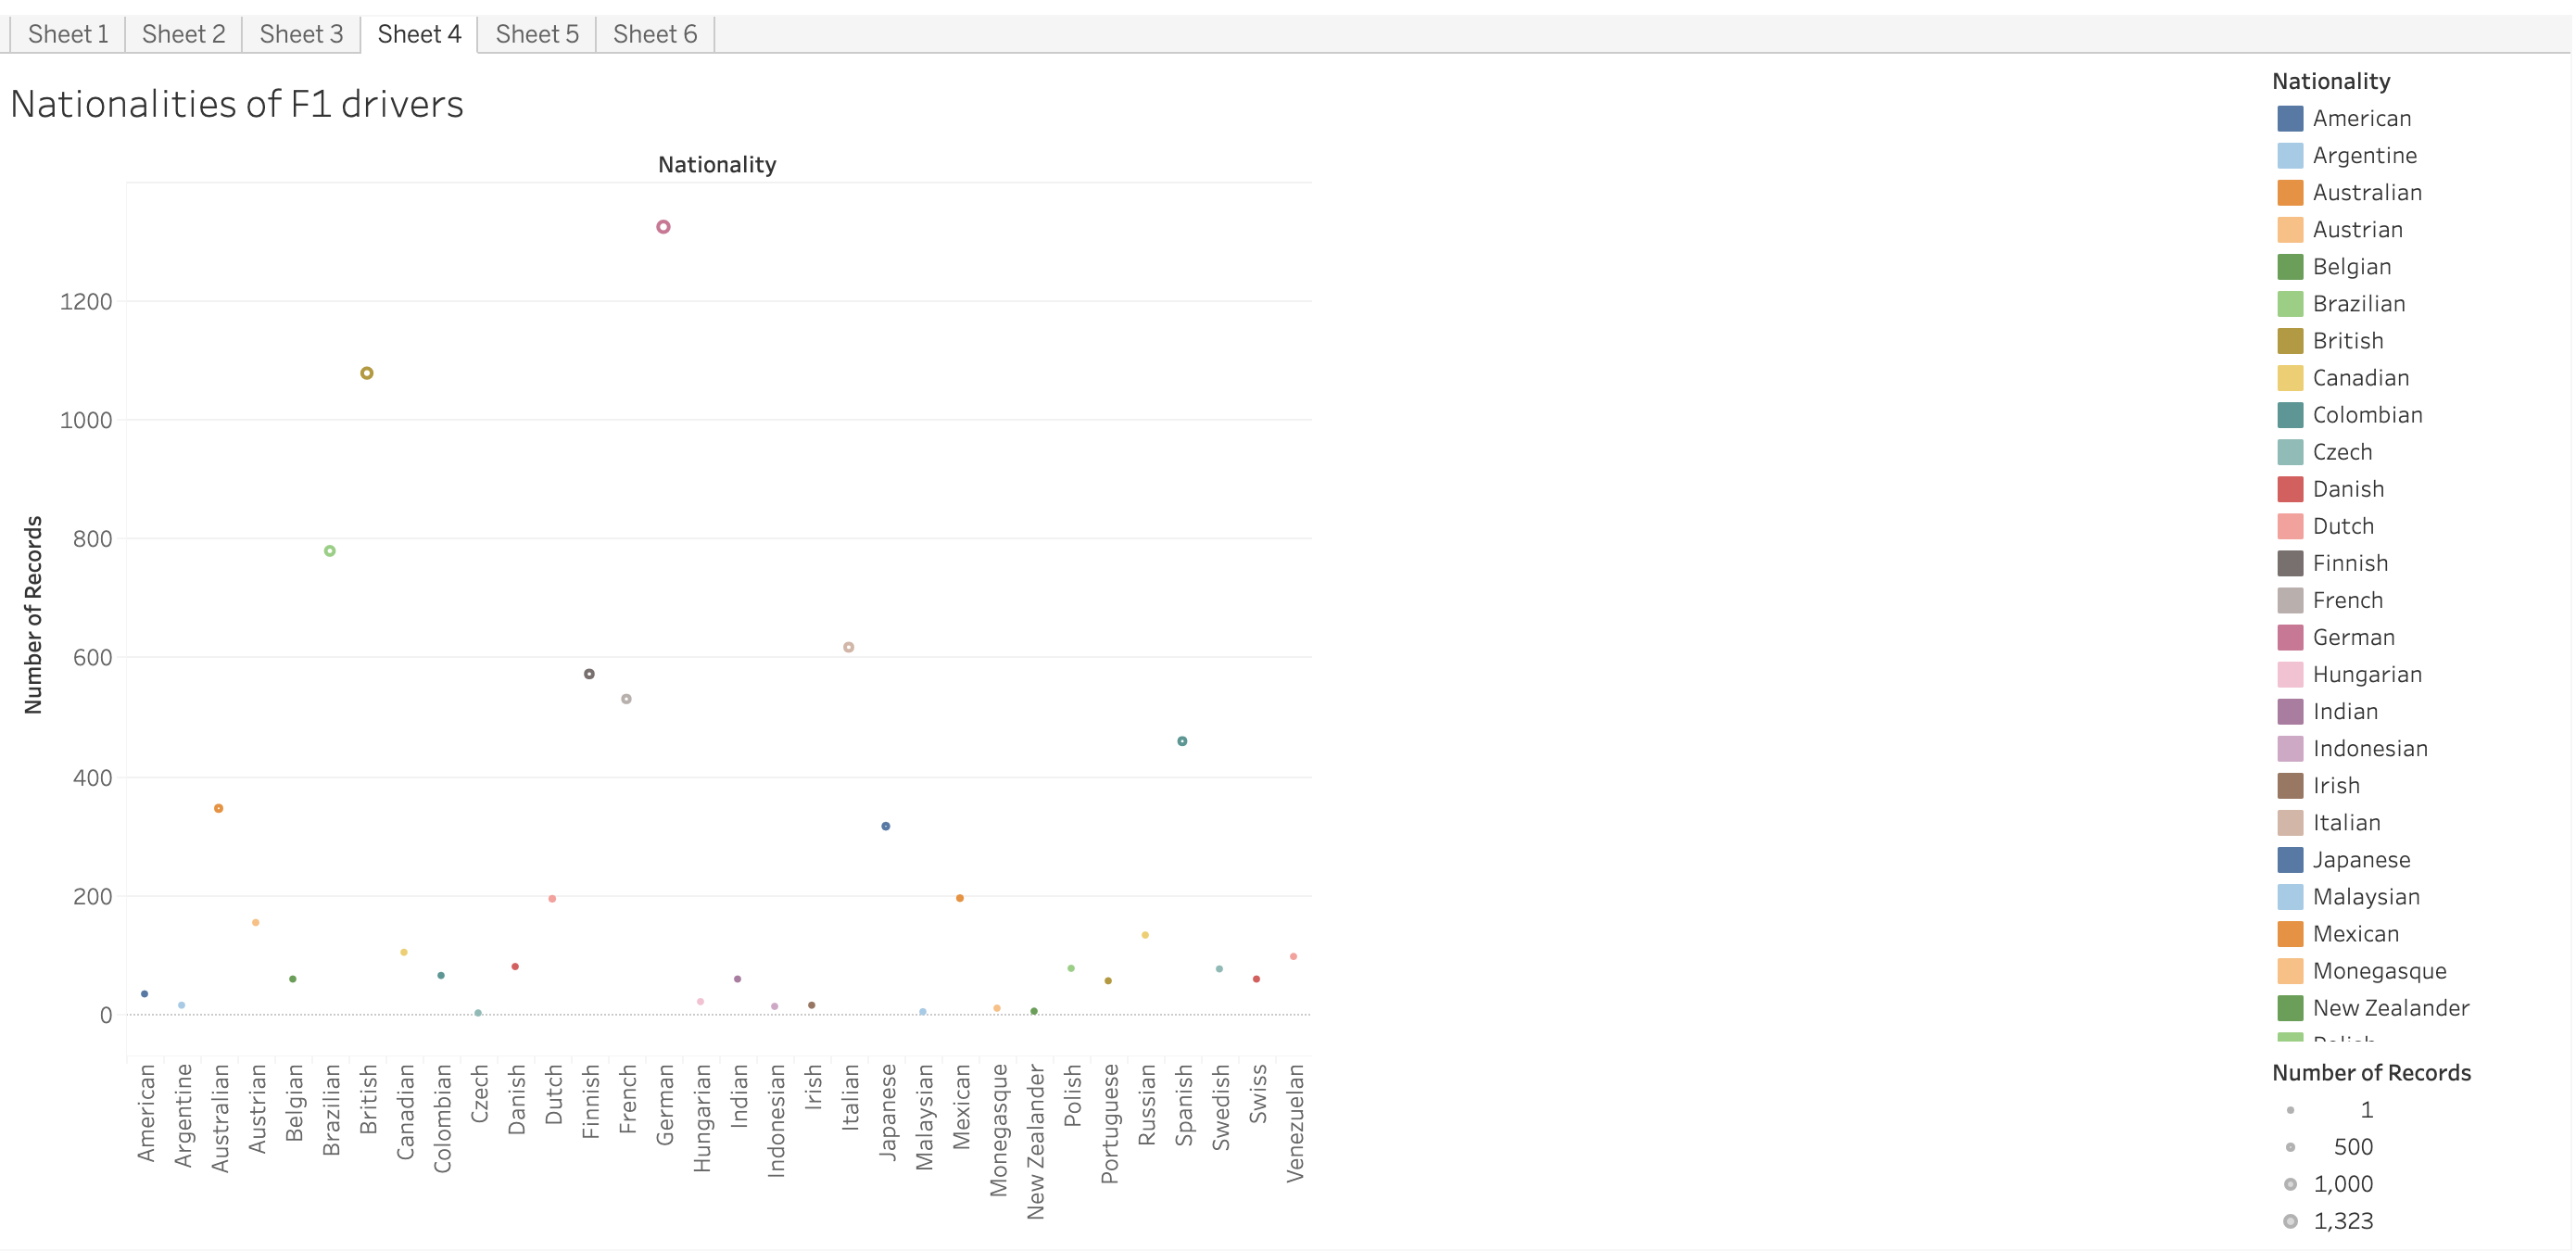 Sheet 1 Sheet 2 Sheet 3 Sheet 4 Sheet 5 Sheet 6
Nationalities of F1 drivers
Nationality
Number of Records
1200
1000
800
600
400
200
0
American
Argentine
Australian
Austrian
Belgian
Brazilian
British
Canadian
Colombian
Czech
Danish
Dutch
Finnish
French
German
Hungarian
Indian
Indonesian
Irish
Italian
Japanese
Malaysian
Mexican
Monegasque
New Zealander
Polish
Portuguese
Russian
Spanish
Swedish
Swiss
Venezuelan
Nationality
American
Argentine
Australian
Austrian
Belgian
Brazilian
British
Canadian
Colombian
Czech
Danish
Dutch
Finnish
French
German
Hungarian
Indian
Indonesian
Irish
Italian
Japanese
Malaysian
Mexican
Monegasque
New Zealander
Polish
Number of Records
1
500
1,000
1,323